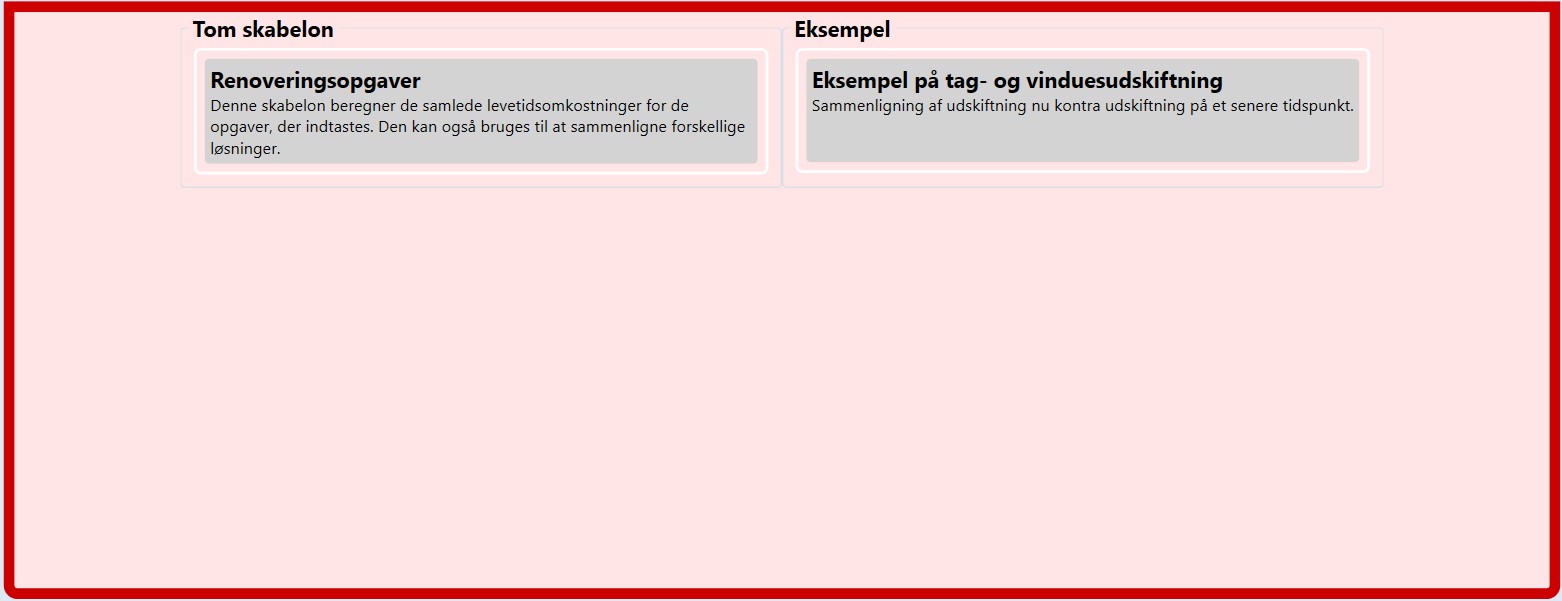 Tom skabelon
Renoveringsopgaver
Denne skabelon beregner de samlede levetidsomkostninger for de
opgaver, der indtastes. Den kan også bruges til at sammenligne forskellige
løsninger.
Eksempel
Eksempel på tag- og vinduesudskiftning
Sammenligning af udskiftning nu kontra udskiftning på et senere tidspunkt.